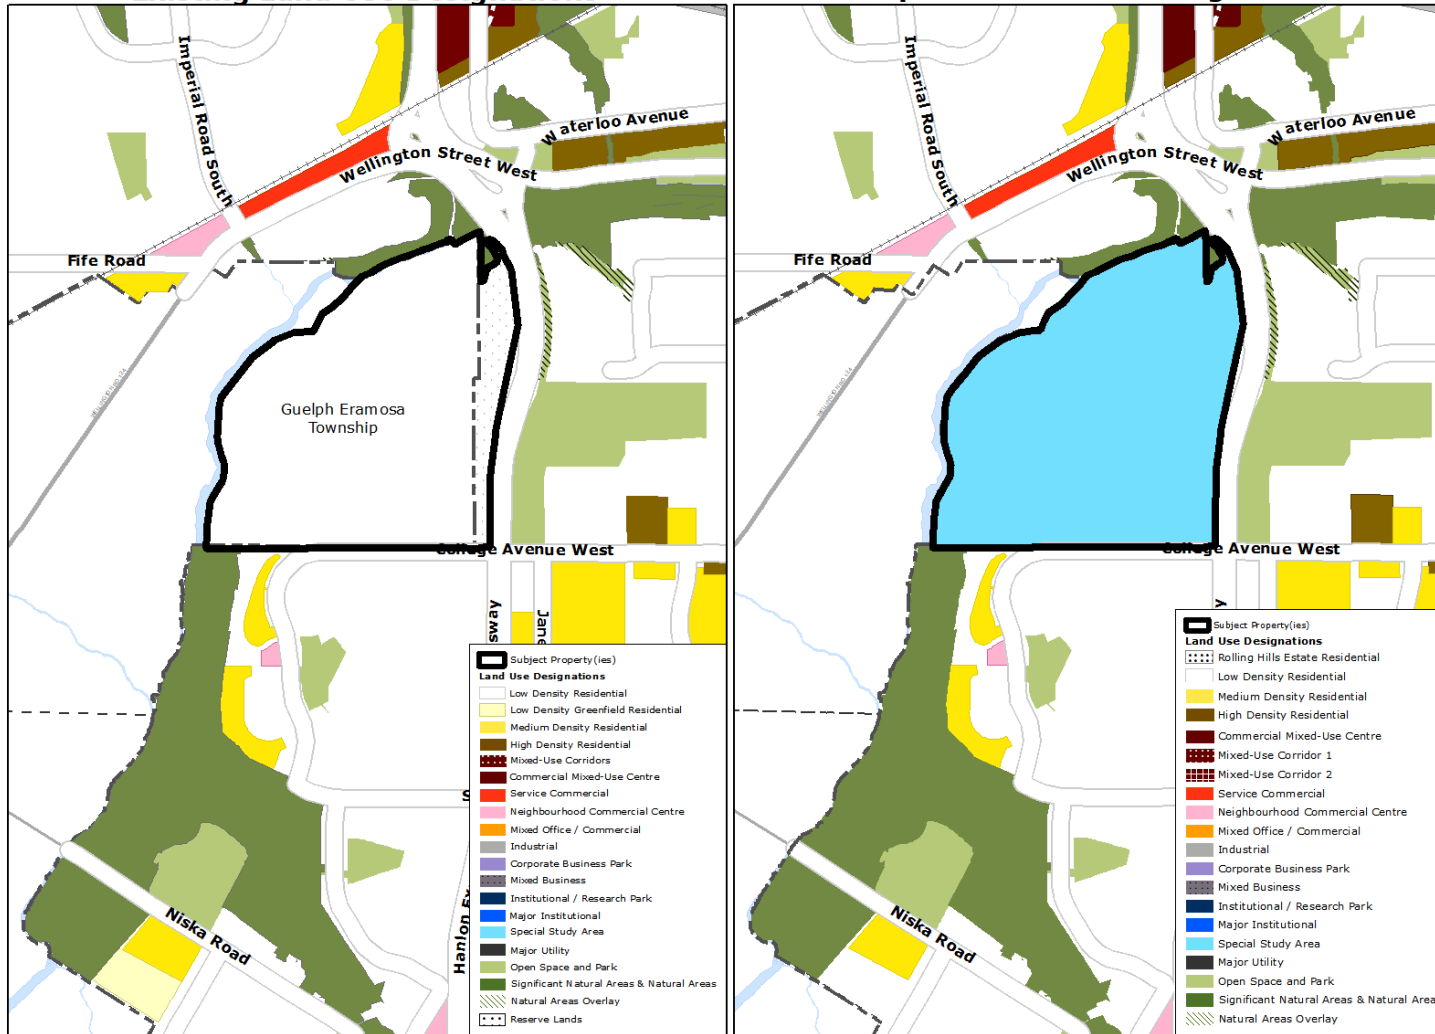 Imperial Road South
Waterloo Avenue
Wellington Street West
Fife Road
Guelph Eramosa
Township
College Avenue West
Niska Road
Subject Property(ies)
Land Use Designations
Low Density Residential
Low Density Greenfield Residential
Medium Density Residential
High Density Residential
Mixed-Use Corridors
Commercial Mixed-Use Centre
Service Commercial
Neighbourhood Commercial Centre
Mixed Office / Commercial
Industrial
Corporate Business Park
Mixed Business
Institutional / Research Park
Major Institutional
Special Study Area
Major Utility
Open Space and Park
Significant Natural Areas & Natural Areas
Natural Areas Overlay
Reserve Lands
Imperial Road South
Waterloo Avenue
Wellington Street West
Fife Road
College Avenue West
Niska Road
Subject Property(ies)
Land Use Designations
Rolling Hills Estate Residential
Low Density Residential
Medium Density Residential
High Density Residential
Commercial Mixed-Use Centre
Mixed-Use Corridor 1
Mixed-Use Corridor 2
Service Commercial
Neighbourhood Commercial Centre
Mixed Office / Commercial
Industrial
Corporate Business Park
Mixed Business
Institutional / Research Park
Major Institutional
Special Study Area
Major Utility
Open Space and Park
Significant Natural Areas & Natural Area
Natural Areas Overlay